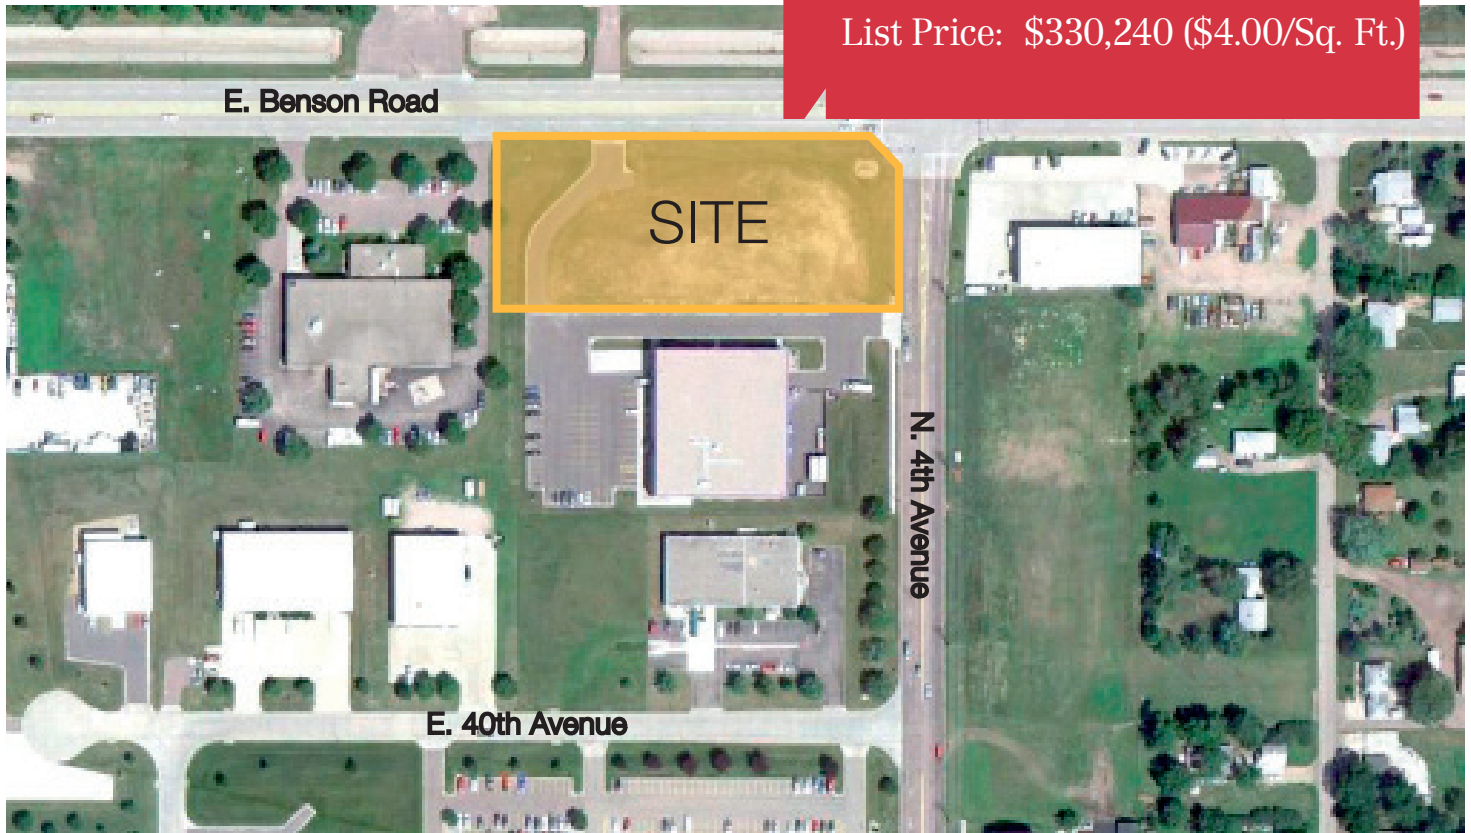 List Price: $330,240 ($4.00/Sq. Ft.)
E. Benson Road
SITE
N. 4th Avenue
E. 40th Avenue